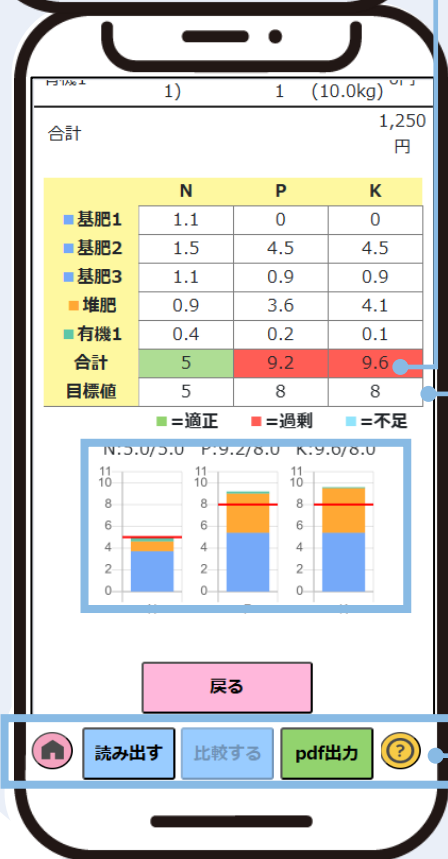 1) 1 (10.0kg)
合計 1,250
円
N P K
基肥1 1.1 0 0
基肥2 1.5 4.5 4.5
基肥3 1.1 0.9 0.9
堆肥 0.9 3.6 4.1
有機1 0.4 0.2 0.1
合計 5 9.2 9.6
目標値 5 8 8
■=適正 ■=過剰 ■=不足
N:5.0/5.0 P:9.2/8.0 K:9.6/8.0
11 11 11
10 10 10
8 8 8
6 6 6
4 4 4
2 2 2
0 0 0
戻る
読み出す 比較する pdf出力 ?